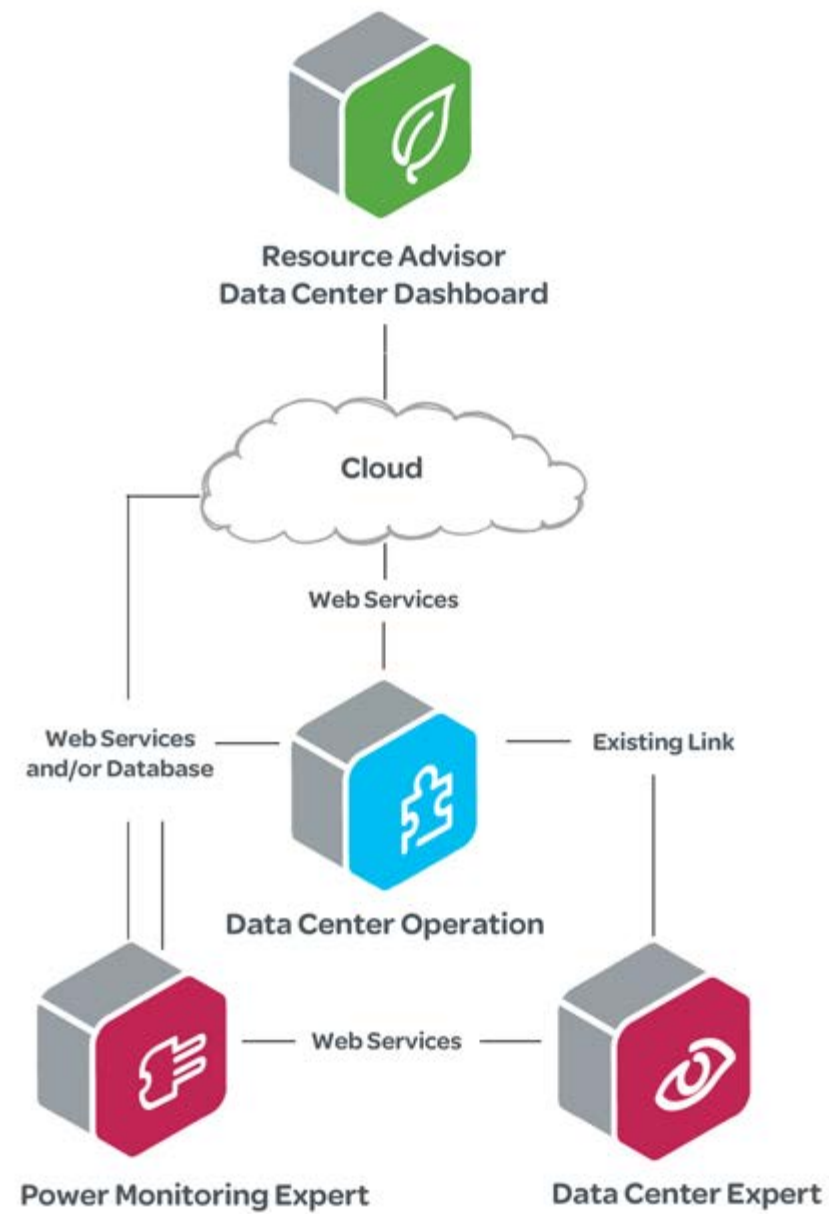 Resource Advisor
Data Center Dashboard
Cloud
Web Services
Web Services
and/or Database
Existing Link
Data Center Operation
Web Services
Power Monitoring Expert
Data Center Expert